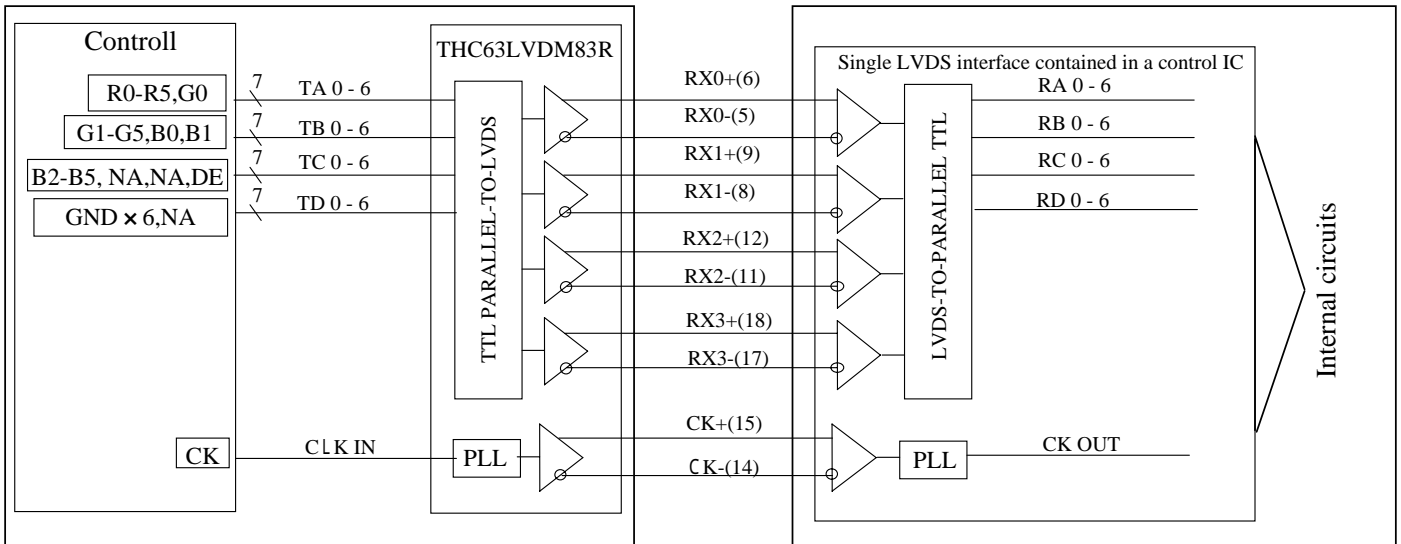 Controll
R0-R5,G0
G1-G5,B0,B1
B2-B5, NA,NA,DE
GND × 6,NA
CK
7
TA 0 - 6
7
TB 0 - 6
7
TC 0 - 6
7
TD 0 - 6
CLK IN
THC63LVDM83R
TTL PARALLEL-TO-LVDS
PLL
RX0+(6)
RX0-(5)
RX1+(9)
RX1-(8)
RX2+(12)
RX2-(11)
RX3+(18)
RX3-(17)
CK+(15)
CK-(14)
Single LVDS interface contained in a control IC
LVDS-TO-PARALLEL TTL
PLL
RA 0 - 6
RB 0 - 6
RC 0 - 6
RD 0 - 6
CK OUT
Internal circuits